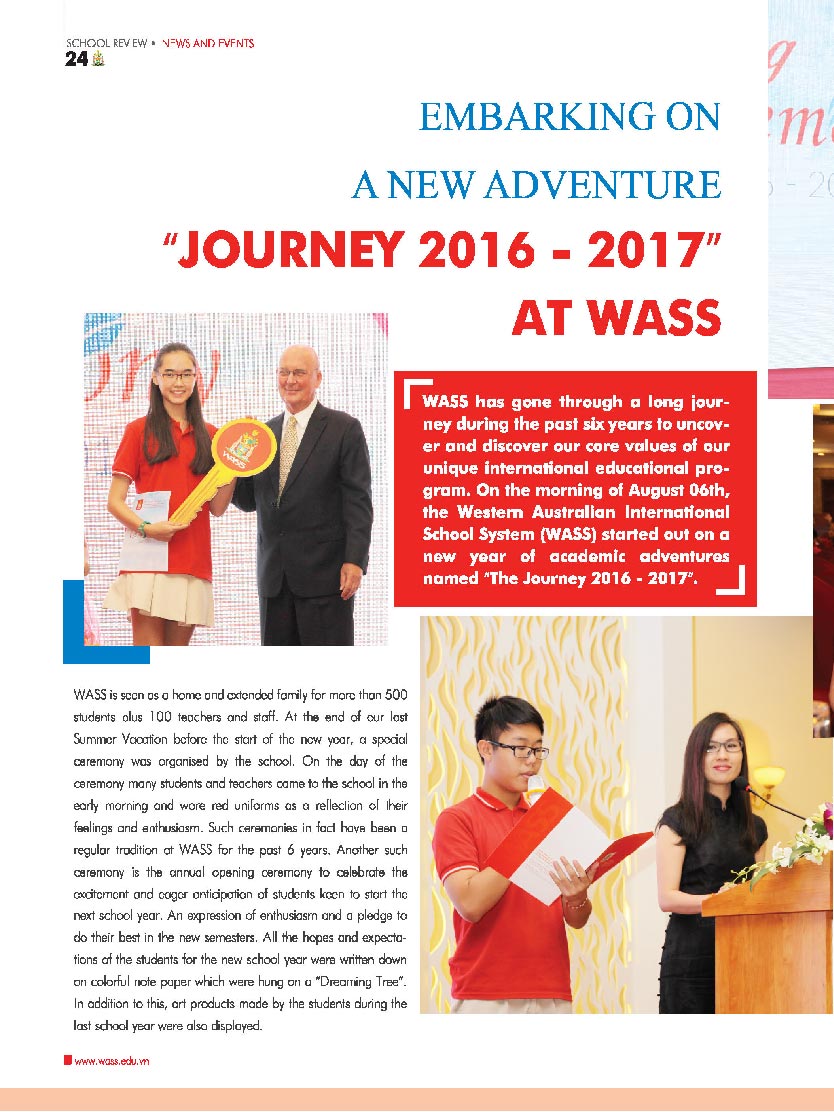 SCHOOL REVIEW • NEWS AND EVENTS
24
EMBARKING ON
A NEW ADVENTURE
"JOURNEY 2016 - 2017"
AT WASS
WASS has gone through a long jour-
ney during the past six years to uncov-
er and discover our core values of our
unique international educational pro-
gram. On the morning of August 06th,
the Western Australian International
School System (WASS) started out on a
new year of academic adventures
named "The Journey 2016 - 2017".
WASS
WASS is seen as a home and extended family for more than 500
students plus 100 teachers and staff. At the end of our last
Summer Vacation before the start of the new year, a special
ceremony was organised by the school. On the day of the
ceremony many students and teachers came to the school in the
early morning and wore red uniforms as a reflection of their
feelings and enthusiasm. Such ceremonies in fact have been a
regular tradition at WASS for the past 6 years. Another such
ceremony is the annual opening ceremony to celebrate the
excitement and eager anticipation of students keen to start the
next school year. An expression of enthusiasm and a pledge to
do their best in the new semesters. All the hopes and expecta-
tions of the students for the new school year were written down
on colorful note paper which were hung on a "Dreaming Tree".
In addition to this, art products made by the students during the
last school year were also displayed.
www.wass.edu.vn